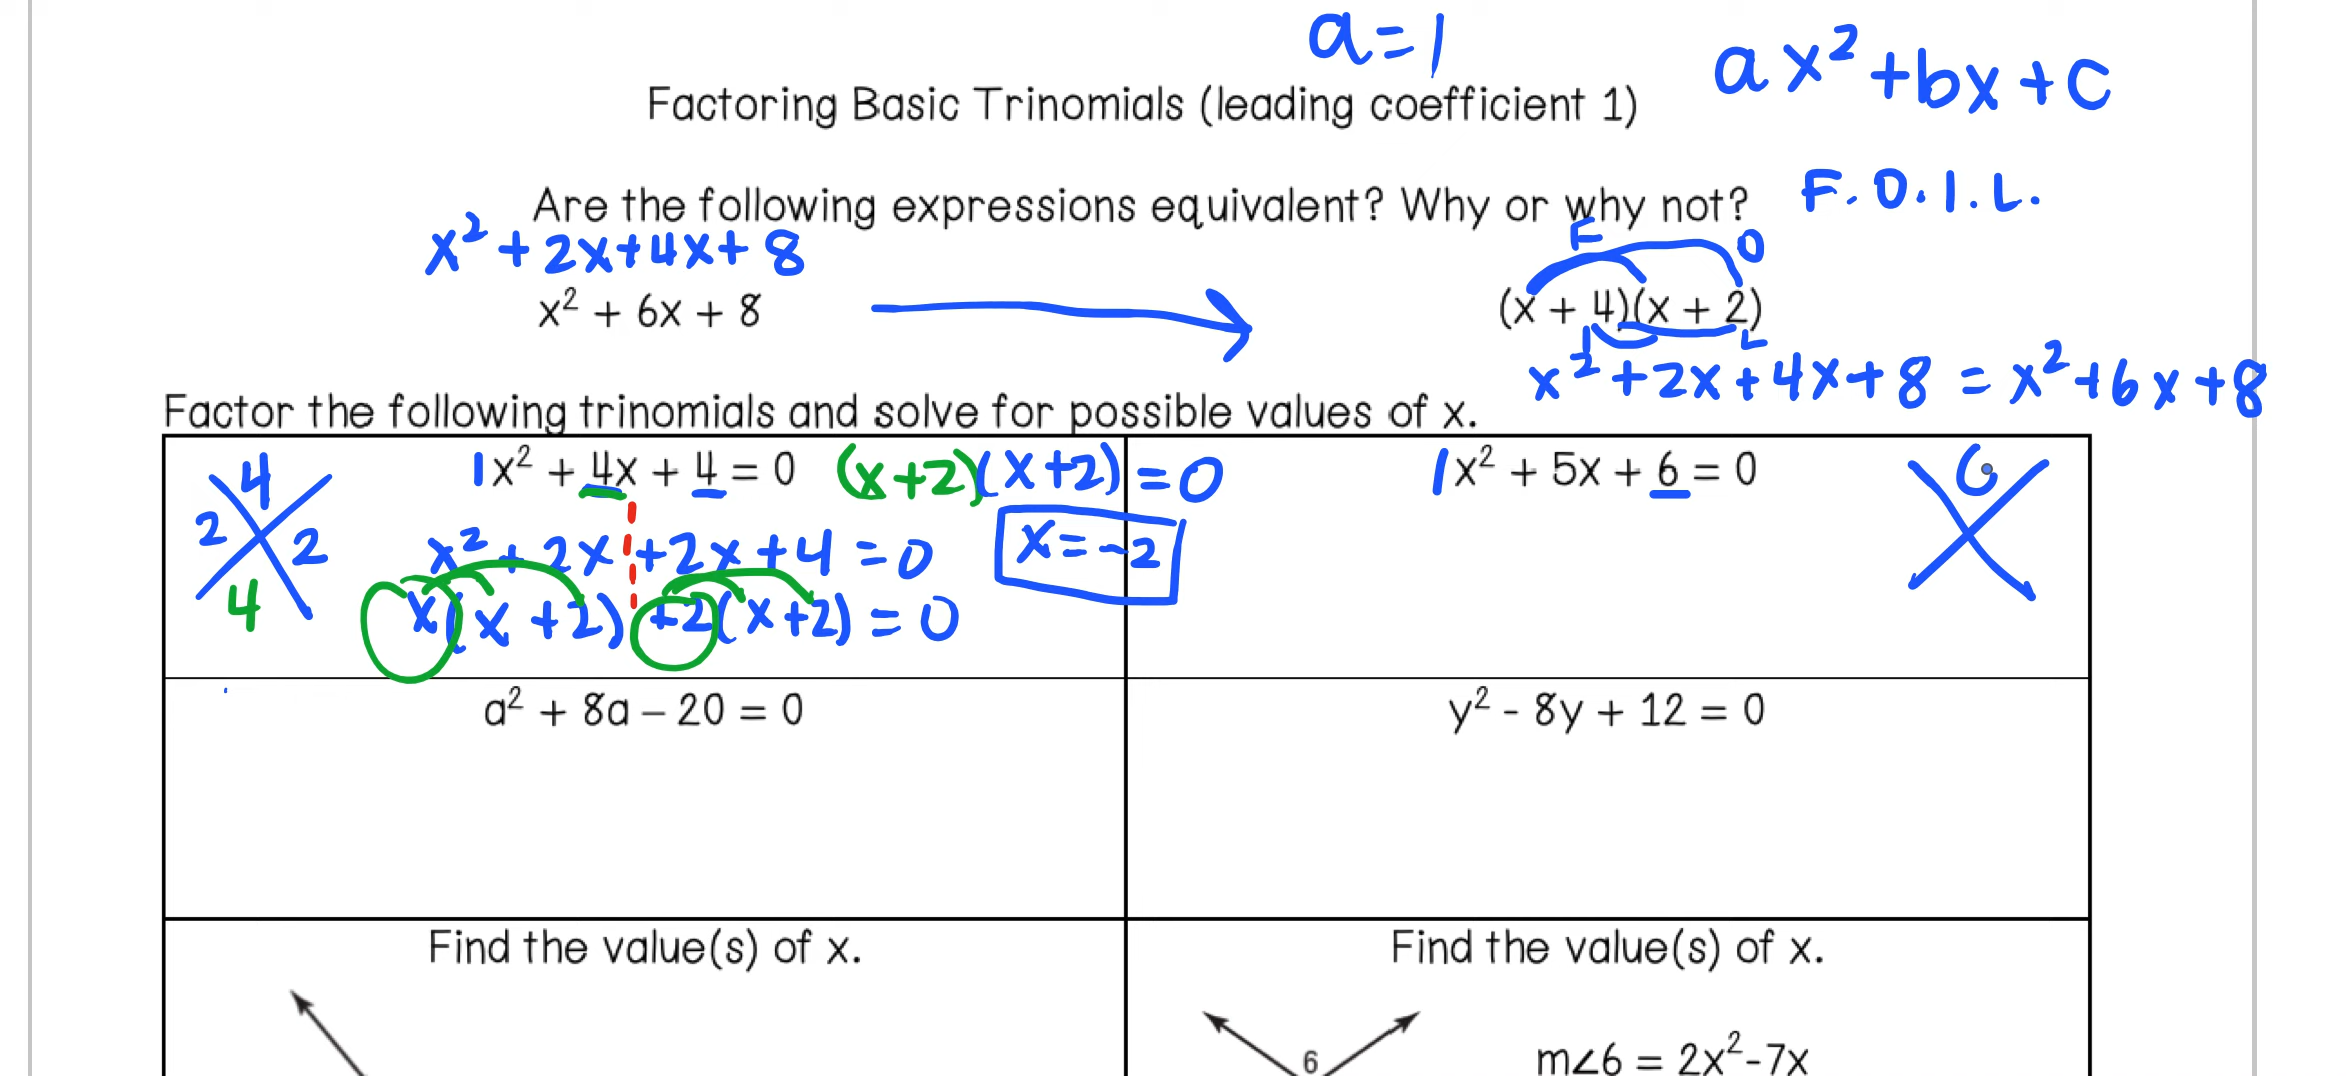 a=1
ax²+bx+c
Factoring Basic Trinomials (leading coefficient 1)
Are the following expressions equivalent? Why or why not?
F.O.I.L.
x²+2x+4x+8
F O
x² + 6x + 8
(x + 4)(x + 2)
I L
x²+2x+4x+8 = x²+6x+8
Factor the following trinomials and solve for possible values of x.
4
2 2
4
1x² + 4x + 4 = 0 (x+2)(x+2)=0
x²+2x+2x+4=0
x=-2
x(x+2)+2(x+2)=0
1x² + 5x + 6 = 0
6
a² + 8a – 20 = 0
y² - 8y + 12 = 0
Find the value(s) of x.
Find the value(s) of x.
6
m∠6 = 2x²-7x